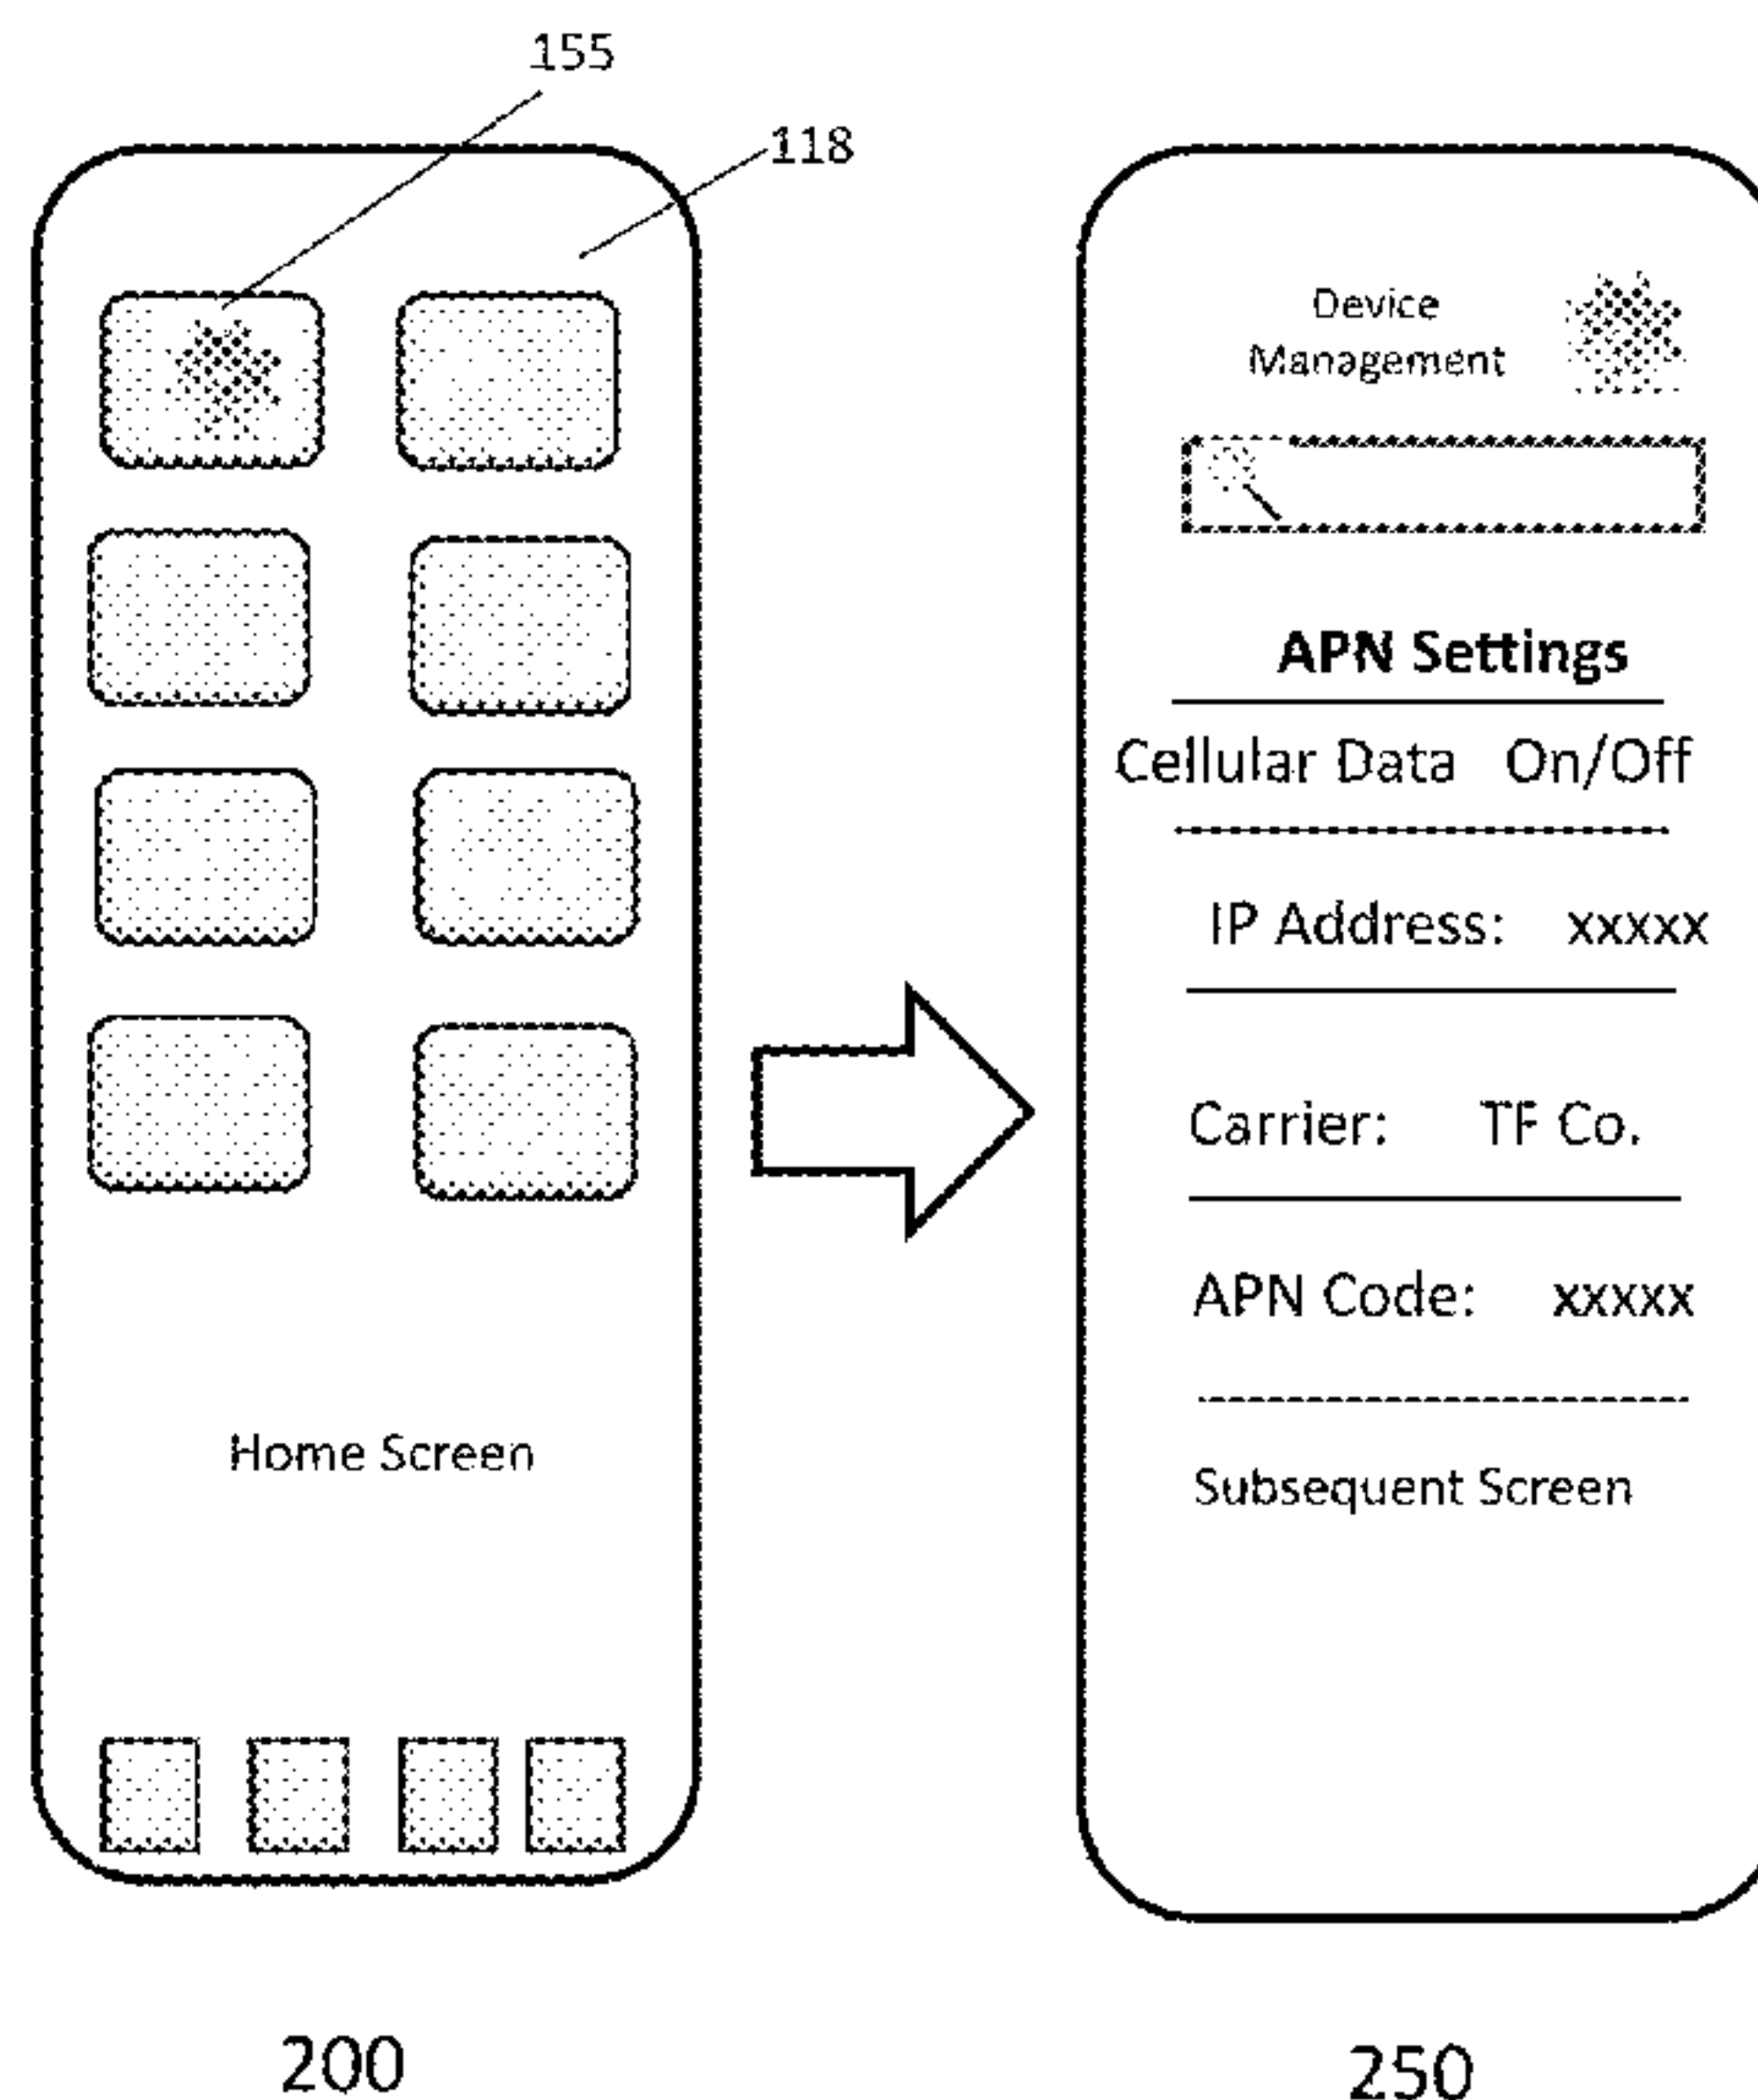 155
118
Home Screen
200
Device
Management
APN Settings
Cellular Data On/Off
IP Address: xxxxx
Carrier: TF Co.
APN Code: xxxxx
Subsequent Screen
250